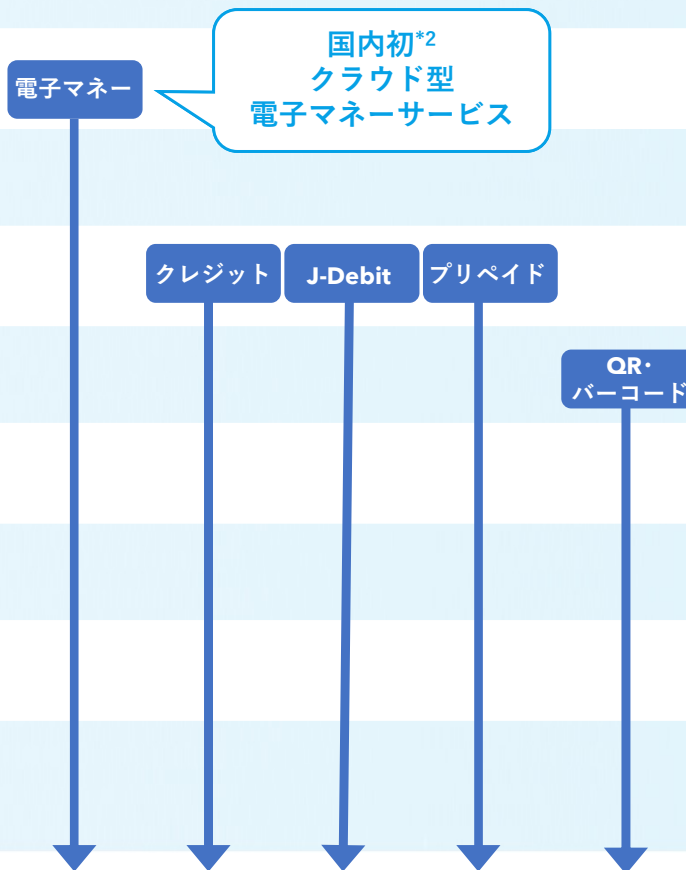 国内初*2
クラウド型
電子マネーサービス
電子マネー
クレジット
J-Debit
プリペイド
QR・
バーコード